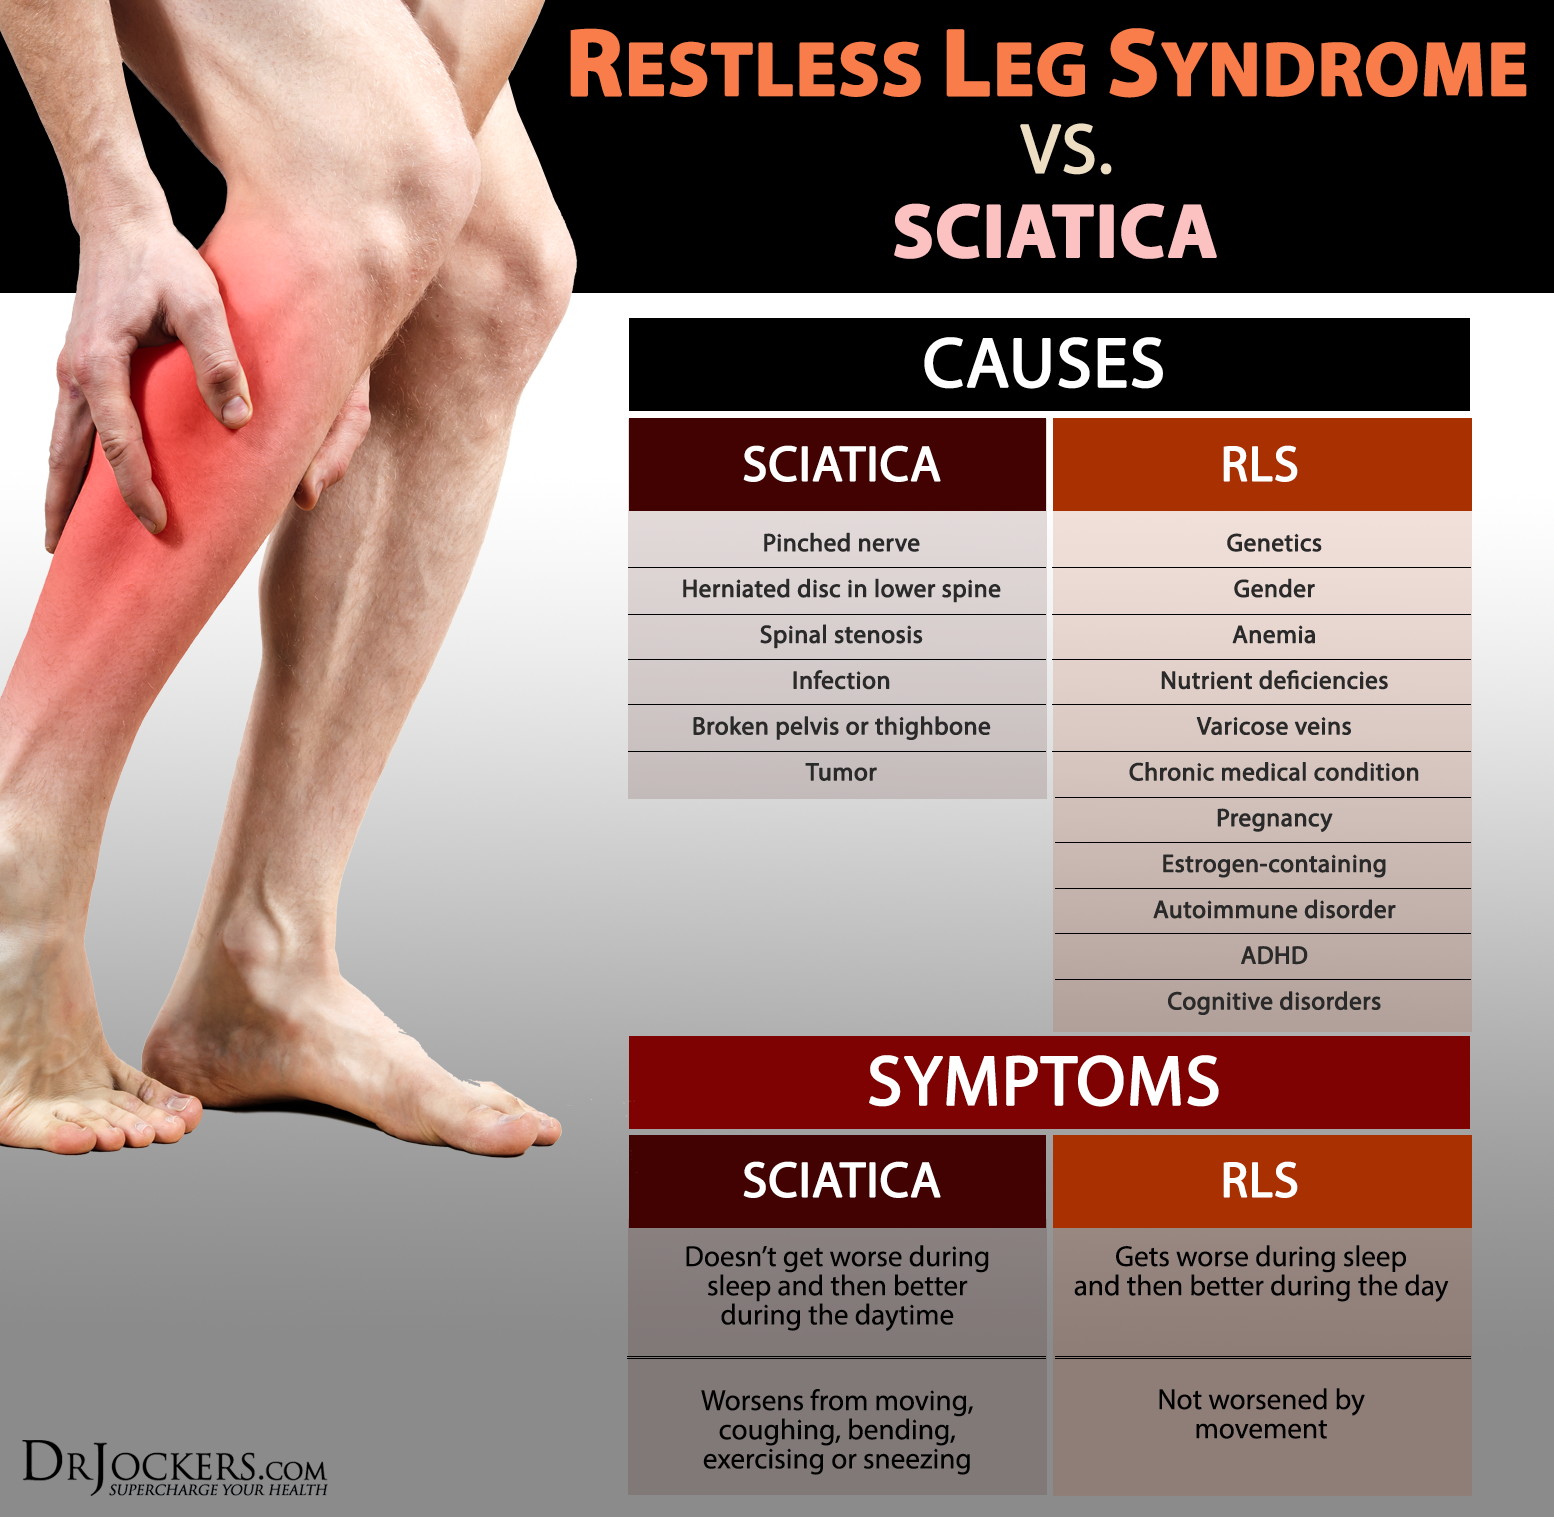 RESTLESS LEG SYNDROME
VS.
SCIATICA
CAUSES
SCIATICA
Pinched nerve
Herniated disc in lower spine
Spinal stenosis
Infection
Broken pelvis or thighbone
Tumor
RLS
Genetics
Gender
Anemia
Nutrient deficiencies
Varicose veins
Chronic medical condition
Pregnancy
Estrogen-containing
Autoimmune disorder
ADHD
Cognitive disorders
SYMPTOMS
SCIATICA
Doesn't get worse during
sleep and then better
during the daytime
Worsens from moving,
coughing, bending,
exercising or sneezing
RLS
Gets worse during sleep
and then better during the day
Not worsened by
movement
DRJOCKERS.COM
SUPERCHARGE YOUR HEALTH